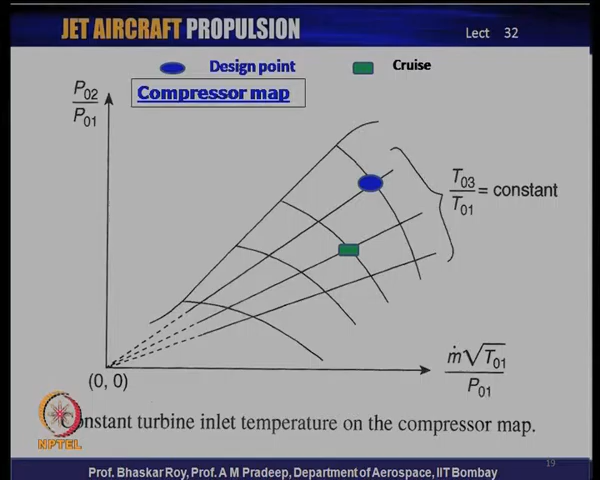 JET AIRCRAFT PROPULSION
Lect 32
Design point
Cruise
P02/P01
Compressor map
T03/T01 = constant
ṁ√T01/P01
(0, 0)
Constant turbine inlet temperature on the compressor map.
NPTEL
19
Prof. Bhaskar Roy, Prof. A M Pradeep, Department of Aerospace, IIT Bombay